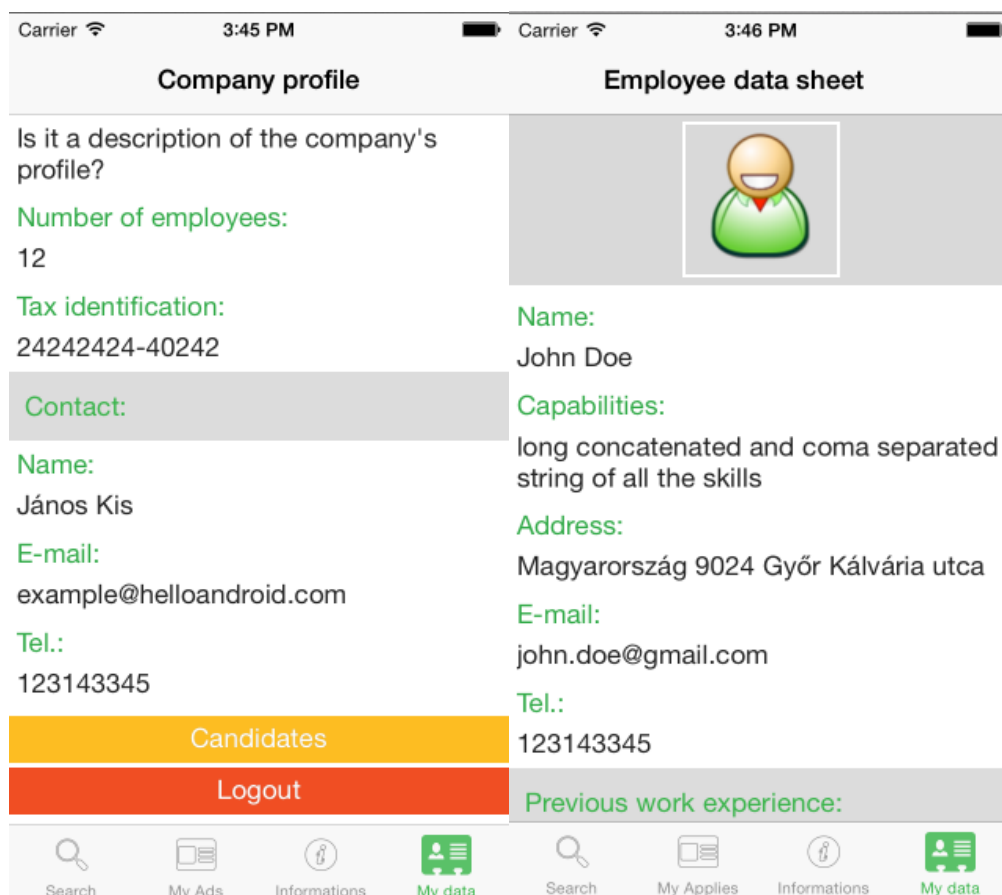 Carrier 3:45 PM
Company profile
Is it a description of the company's
profile?
Number of employees:
12
Tax identification:
24242424-40242
Contact:
Name:
János Kis
E-mail:
example@helloandroid.com
Tel.:
123143345
Candidates
Logout
Search My Ads Informations My data
Carrier 3:46 PM
Employee data sheet
Name:
John Doe
Capabilities:
long concatenated and coma separated
string of all the skills
Address:
Magyarország 9024 Győr Kálvária utca
E-mail:
john.doe@gmail.com
Tel.:
123143345
Previous work experience:
Search My Applies Informations My data